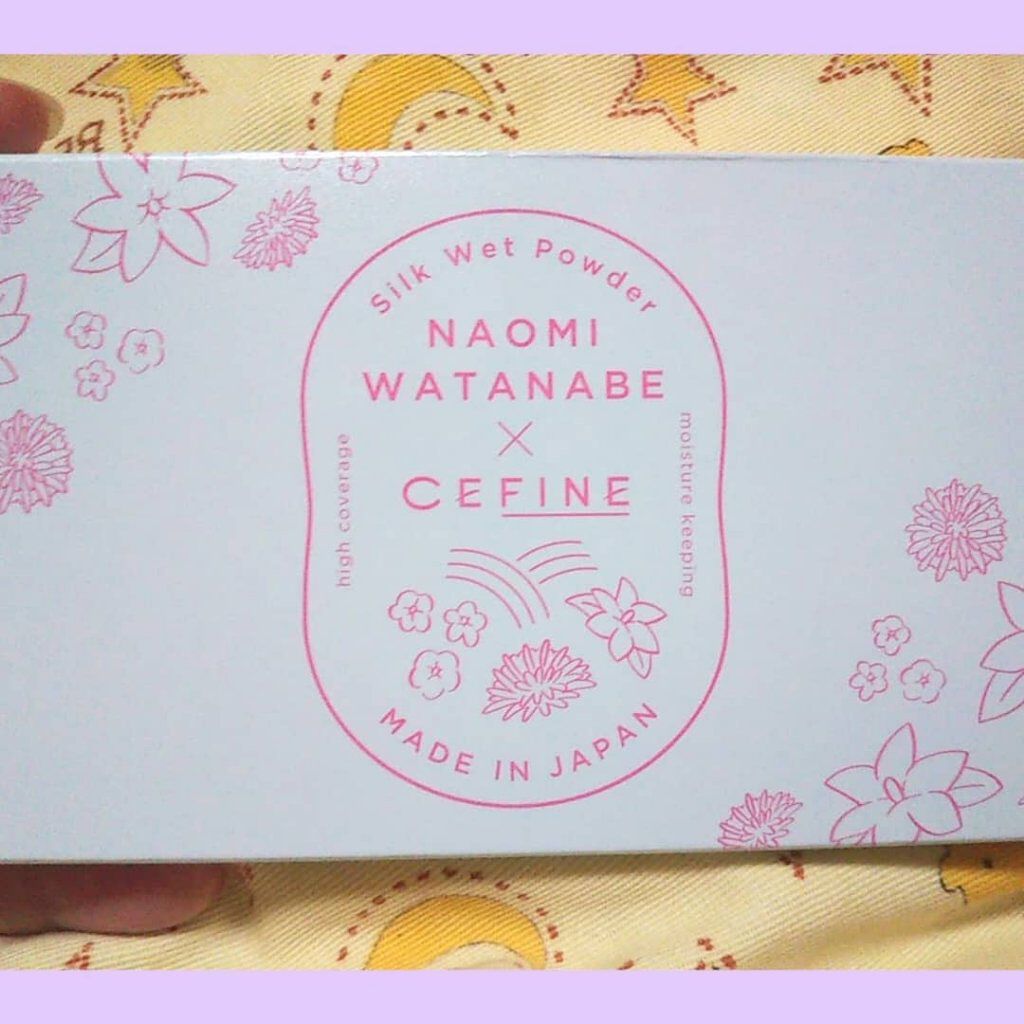 Silk Wet Powder
NAOMI
WATANABE
×
CEFINE
high coverage
moisture keeping
MADE IN JAPAN